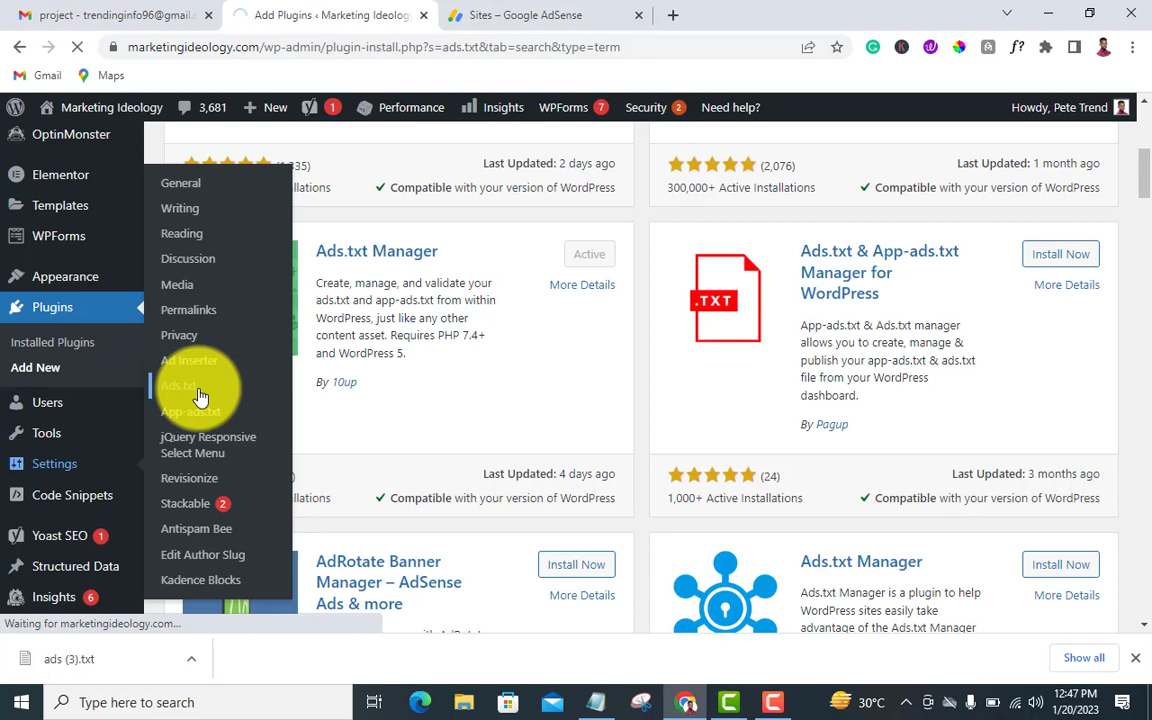 project - trendinginfo96@gmail.
Add Plugins ‹ Marketing Ideology
Sites – Google AdSense
marketingideology.com/wp-admin/plugin-install.php?s=ads.txt&tab=search&type=term
f?
Gmail
Maps
Marketing Ideology
3,681
New
1
Performance
Insights
WPForms 7
Security 2
Need help?
Howdy, Pete Trend
OptinMonster
Elementor
Templates
WPForms
Appearance
Plugins
Installed Plugins
Add New
Users
Tools
Settings
Code Snippets
Yoast SEO 1
Structured Data
Insights 6
General
Writing
Reading
Discussion
Media
Permalinks
Privacy
Ad Inserter
Ads.txt
App-ads.txt
jQuery Responsive
Select Menu
Revisionize
Stackable 2
Antispam Bee
Edit Author Slug
Kadence Blocks
Last Updated: 2 days ago
Compatible with your version of WordPress
(2,076)
300,000+ Active Installations
Last Updated: 1 month ago
Compatible with your version of WordPress
Ads.txt Manager
Active
More Details
Create, manage, and validate your
ads.txt and app-ads.txt from within
WordPress, just like any other
content asset. Requires PHP 7.4+
and WordPress 5.
By 10up
Last Updated: 4 days ago
Compatible with your version of WordPress
.TXT
Ads.txt & App-ads.txt
Manager for
WordPress
Install Now
More Details
App-ads.txt & Ads.txt manager
allows you to create, manage &
publish your app-ads.txt & ads.txt
file from your WordPress
dashboard.
By Pagup
(24)
1,000+ Active Installations
Last Updated: 3 months ago
Compatible with your version of WordPress
AdRotate Banner
Manager – AdSense
Ads & more
Install Now
More Details
Ads.txt Manager
Install Now
More Details
Ads.txt Manager is a plugin to help
WordPress sites easily take
advantage of the Ads.txt Manager
Waiting for marketingideology.com...
ads (3).txt
Show all
Type here to search
30°C
12:47 PM
1/20/2023